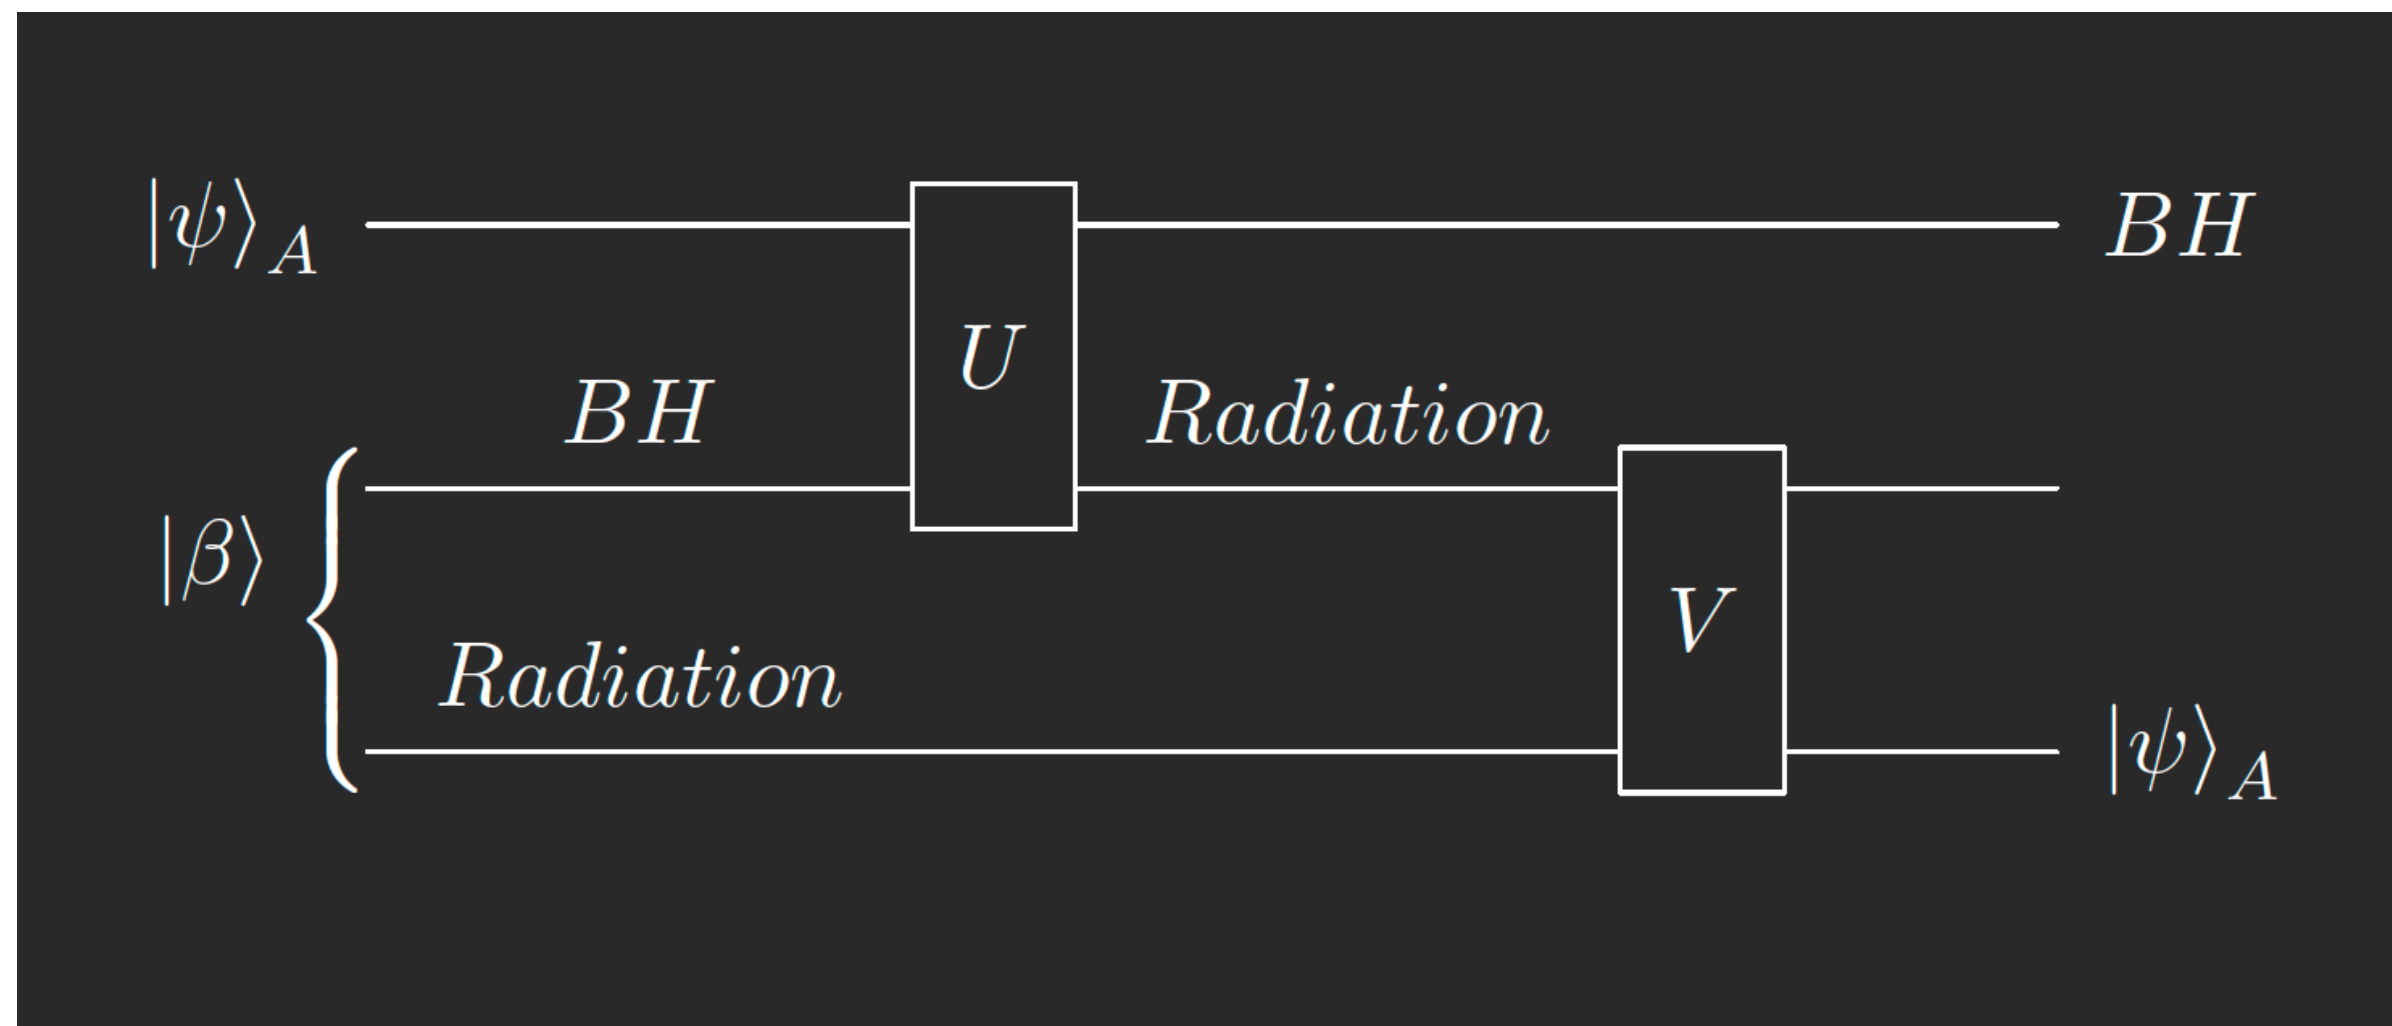 |ψ⟩_A
BH
U
BH
Radiation
|β⟩
V
Radiation
|ψ⟩_A